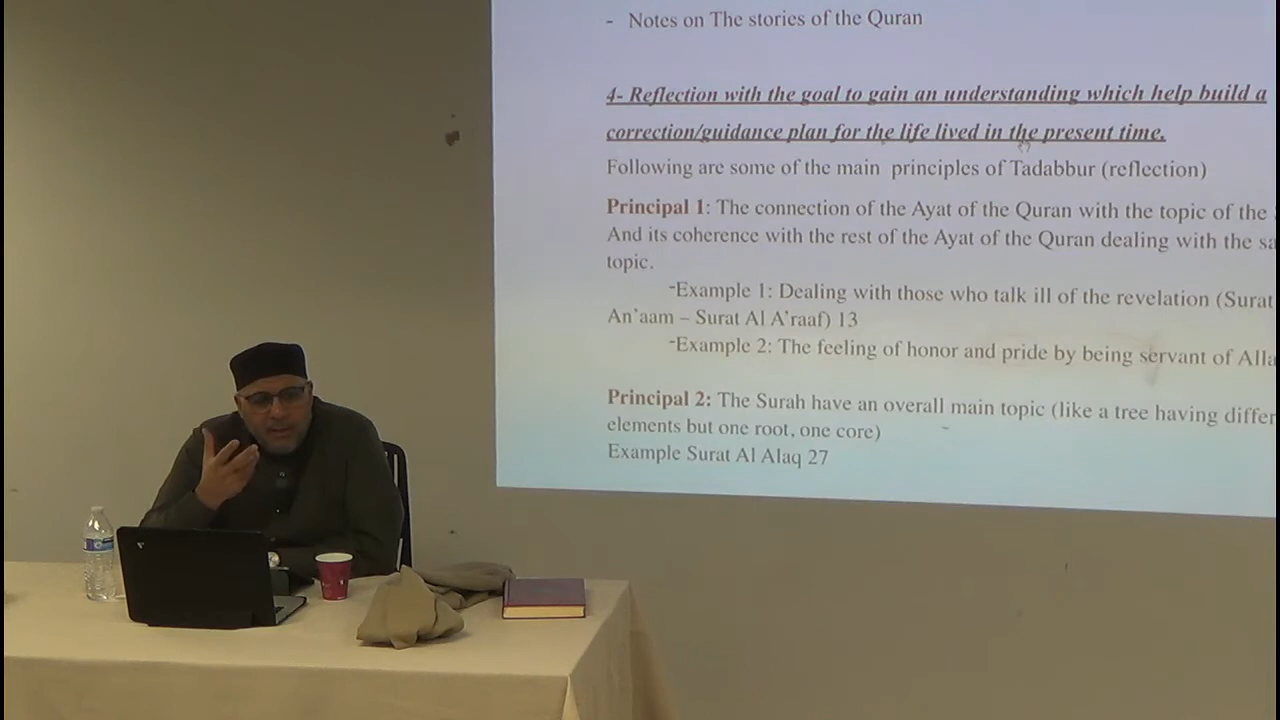 - Notes on The stories of the Quran
4- Reflection with the goal to gain an understanding which help build a
correction/guidance plan for the life lived in the present time.
Following are some of the main principles of Tadabbur (reflection)
Principal 1: The connection of the Ayat of the Quran with the topic of the
And its coherence with the rest of the Ayat of the Quran dealing with the sa
topic.
-Example 1: Dealing with those who talk ill of the revelation (Surat
An'aam – Surat Al A'raaf) 13
-Example 2: The feeling of honor and pride by being servant of Alla
Principal 2: The Surah have an overall main topic (like a tree having differ
elements but one root, one core)
Example Surat Al Alaq 27